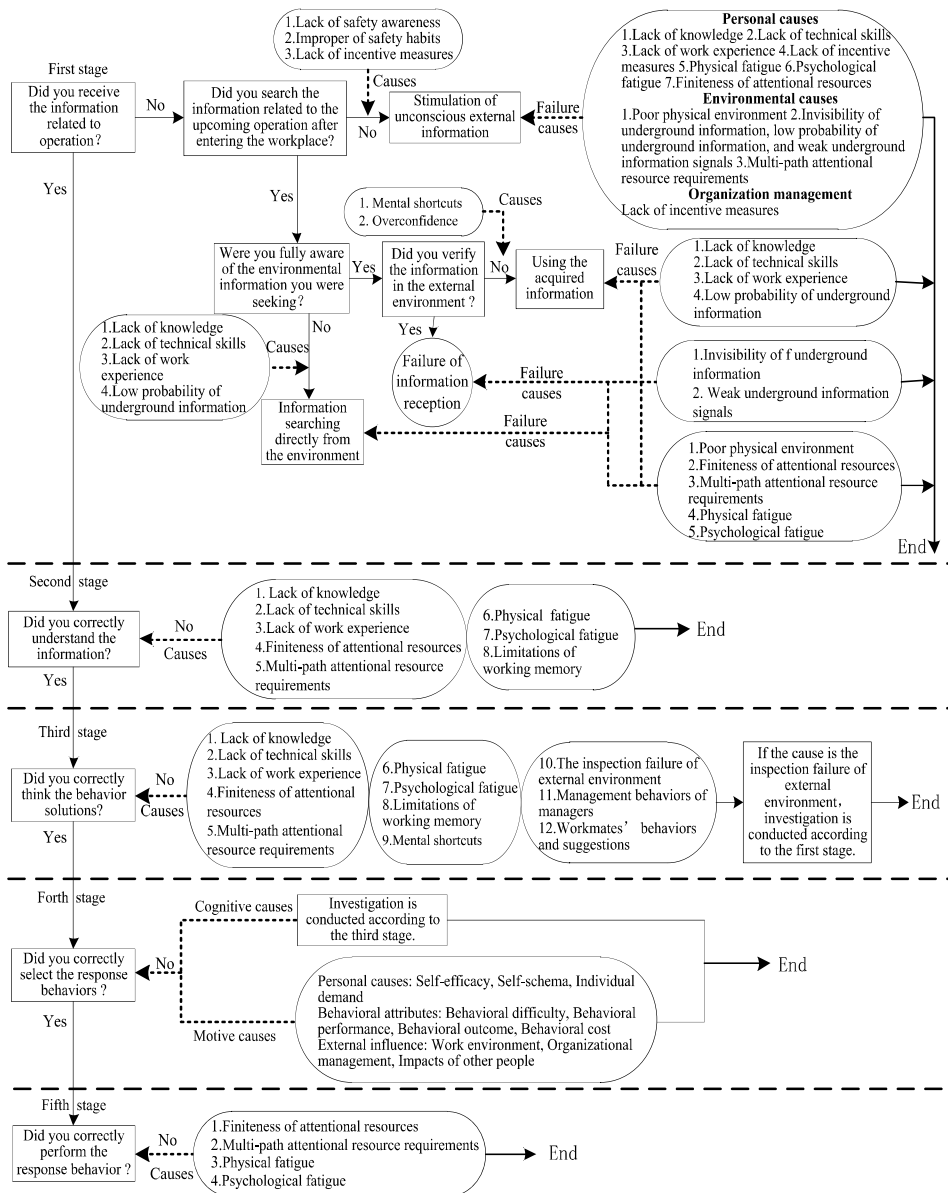 1.Lack of safety awareness
2.Improper of safety habits
3.Lack of incentive measures
Causes
Personal causes
1.Lack of knowledge 2.Lack of technical skills
3.Lack of work experience 4.Lack of incentive
measures 5.Physical fatigue 6.Psychological
fatigue 7.Finiteness of attentional resources
Environmental causes
1.Poor physical environment 2.Invisibility of
underground information, low probability of
underground information, and weak underground
information signals 3.Multi-path attentional
resource requirements
Organization management
Lack of incentive measures
First stage
Did you receive
the information
related to
operation?
No
Did you search the
information related to the
upcoming operation after
entering the workplace?
No
Stimulation of
unconscious external
information
Failure
causes
Yes
Yes
1. Mental shortcuts
2. Overconfidence
Causes
Were you fully aware
of the environmental
information you were
seeking?
Yes
Did you verify
the information
in the external
environment ?
No
Using the
acquired
information
Failure
causes
1.Lack of knowledge
2.Lack of technical skills
3.Lack of work experience
4.Low probability of underground
information
1.Lack of knowledge
2.Lack of technical skills
3.Lack of work
experience
4.Low probability of
underground information
Causes
No
Yes
Failure of
information
reception
Failure
causes
1.Invisibility of f underground
information
2. Weak underground information
signals
Information
searching
directly from
the environment
Failure
causes
1.Poor physical environment
2.Finiteness of attentional resources
3.Multi-path attentional resource
requirements
4.Physical fatigue
5.Psychological fatigue
End
Second stage
Did you correctly
understand the
information?
No
Causes
1. Lack of knowledge
2.Lack of technical skills
3.Lack of work experience
4.Finiteness of attentional resources
5.Multi-path attentional resource
requirements
6.Physical fatigue
7.Psychological fatigue
8.Limitations of
working memory
End
Yes
Third stage
Did you correctly
think the behavior
solutions?
No
Causes
1. Lack of knowledge
2.Lack of technical skills
3.Lack of work experience
4.Finiteness of attentional
resources
5.Multi-path attentional
resource requirements
6.Physical fatigue
7.Psychological fatigue
8.Limitations of
working memory
9.Mental shortcuts
10.The inspection failure of
external environment
11.Management behaviors of
managers
12.Workmates’ behaviors
and suggestions
If the cause is the
inspection failure of
external
environment,
investigation is
conducted according
to the first stage.
End
Yes
Forth stage
Did you correctly
select the response
behaviors ?
No
Cognitive causes
Investigation is
conducted according to
the third stage.
Motive causes
Personal causes: Self-efficacy, Self-schema, Individual
demand
Behavioral attributes: Behavioral difficulty, Behavioral
performance, Behavioral outcome, Behavioral cost
External influence: Work environment, Organizational
management, Impacts of other people
End
Yes
Fifth stage
Did you correctly
perform the
response behavior ?
No
Causes
1.Finiteness of attentional resources
2.Multi-path attentional resource requirements
3.Physical fatigue
4.Psychological fatigue
End